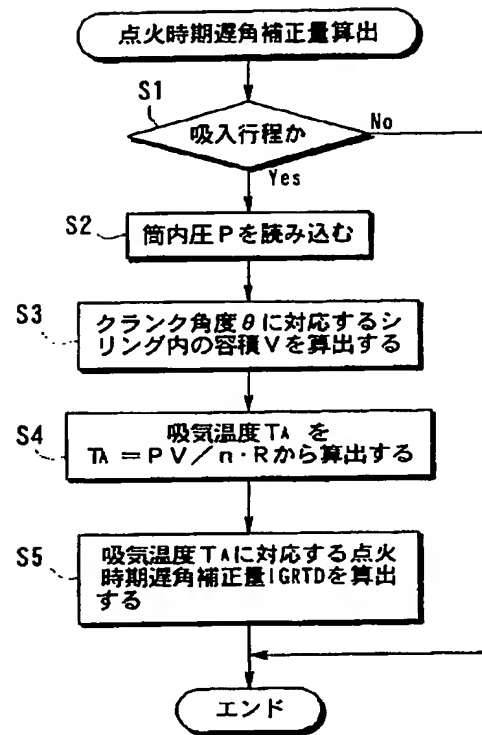 点火時期遅角補正量算出
S1
吸入行程か
No
Yes
S2
筒内圧Pを読み込む
S3
クランク角度θに対応するシ
リング内の容積Vを算出する
S4
吸気温度TAを
TA=PV/n・Rから算出する
S5
吸気温度TAに対応する点火
時期遅角補正量IGRTDを算出
する
エンド